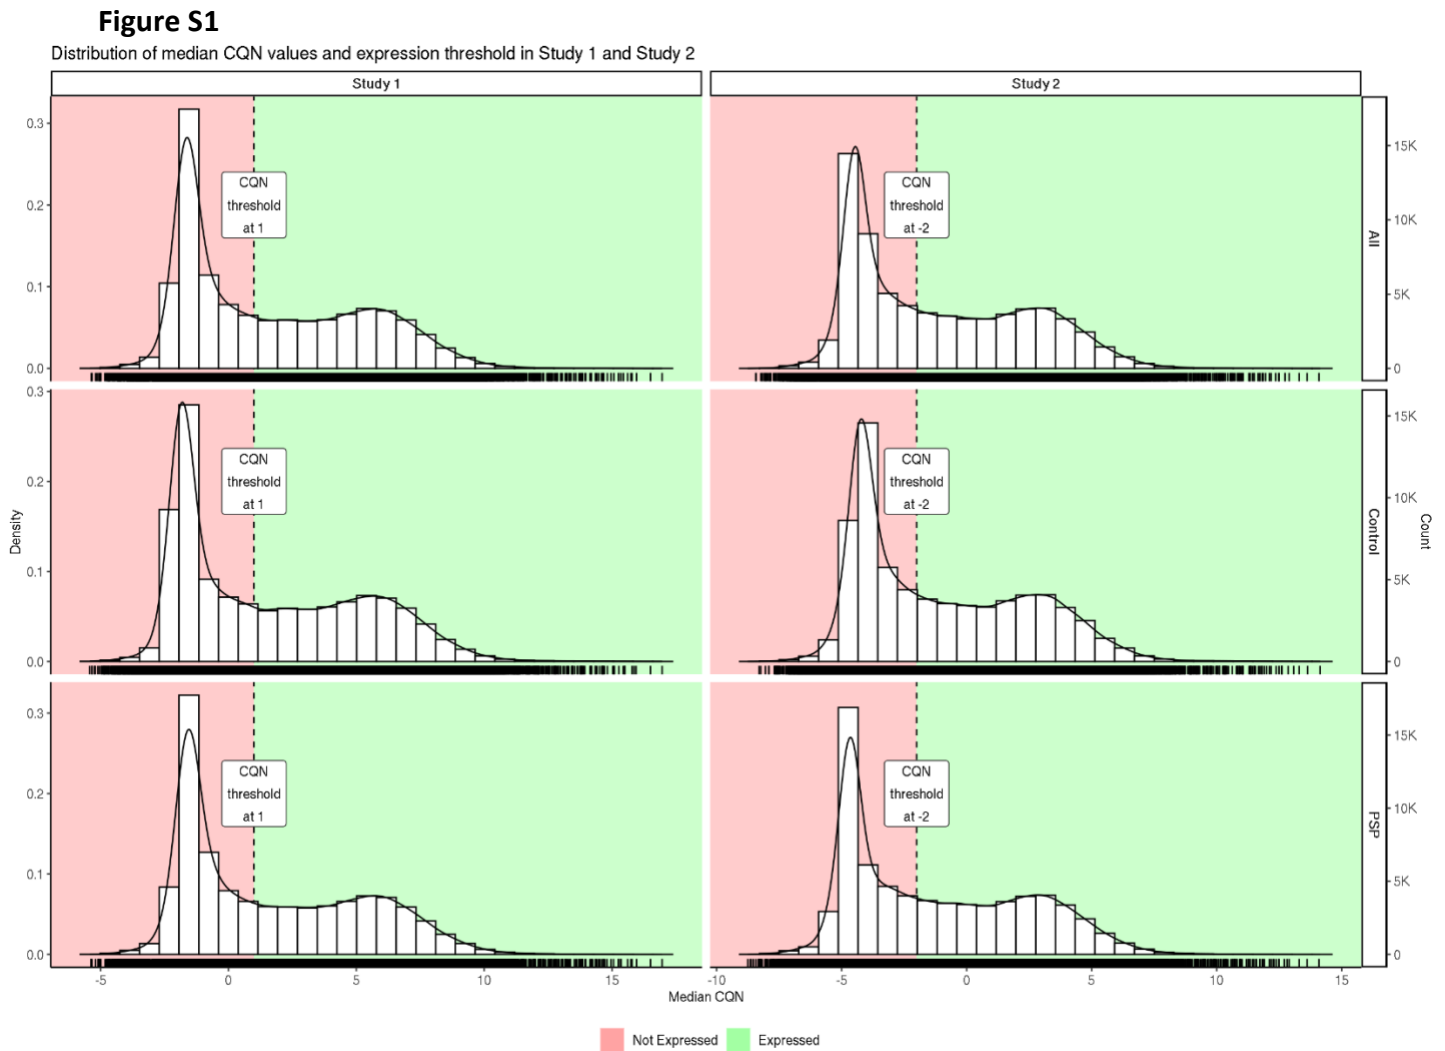 Figure S1
Distribution of median CQN values and expression threshold in Study 1 and Study 2
Study 1
Study 2
0.3
0.2
0.1
0.0
CQN
threshold
at 1
CQN
threshold
at -2
15K
10K
5K
0
All
0.3
0.2
0.1
0.0
CQN
threshold
at 1
CQN
threshold
at -2
15K
10K
5K
0
Control
Density
Count
0.3
0.2
0.1
0.0
CQN
threshold
at 1
CQN
threshold
at -2
15K
10K
5K
0
PSP
-5 0 5 10 15
-10 -5 0 5 10 15
Median CQN
Not Expressed Expressed